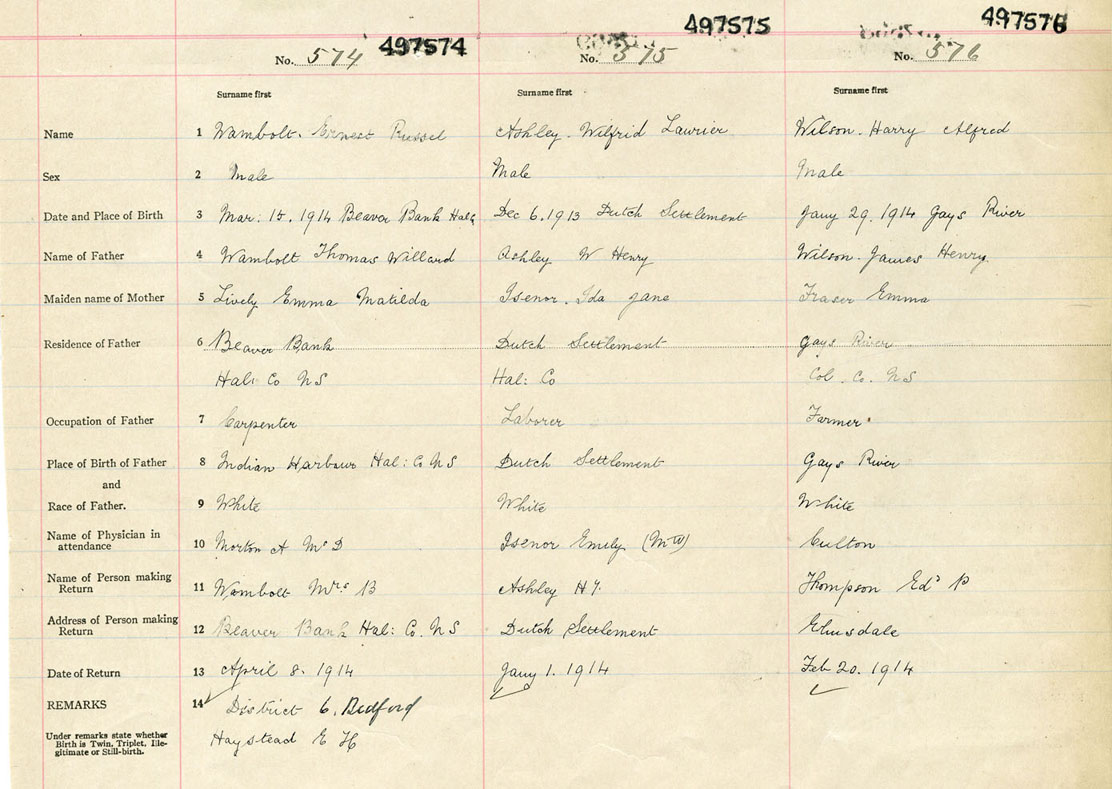 497574 497575 497576
No. 574 No. 575 No. 576
Surname first Surname first Surname first
Name 1 Wambolt. Ernest Russel Ashley. Wilfrid Laurier Wilson. Harry Alfred
Sex 2 Male Male Male
Date and Place of Birth 3 Mar: 15. 1914 Beaver Bank Dec 6. 1913 Dutch Settlement Jany 29. 1914 Gays River
Name of Father 4 Wambolt Thomas Willard Ashley W Henry Wilson. James Henry
Maiden name of Mother 5 Lively Emma Matilda Isenor. Ida Jane Fraser Emma
Residence of Father 6 Beaver Bank Dutch Settlement Gays River
Hal: Co NS Hal: Co Col. Co. NS
Occupation of Father 7 Carpenter Laborer Farmer
Place of Birth of Father 8 Indian Harbour Hal: Co NS Dutch Settlement Gays River
and
Race of Father. 9 White White White
Name of Physician in
attendance 10 Morton A Isenor Emily (MW) Culton
Name of Person making
Return 11 Wambolt Mrs. B Ashley Thompson Edd P
Address of Person making
Return 12 Beaver Bank Hal: Co. NS Dutch Settlement Elmsdale
Date of Return 13 April 8. 1914 Jany 1. 1914 Feb 20. 1914
REMARKS 14 District 6. Bedford
Under remarks state whether
Birth is Twin, Triplet, Ille-
gitimate or Still-birth.
Haystead E H